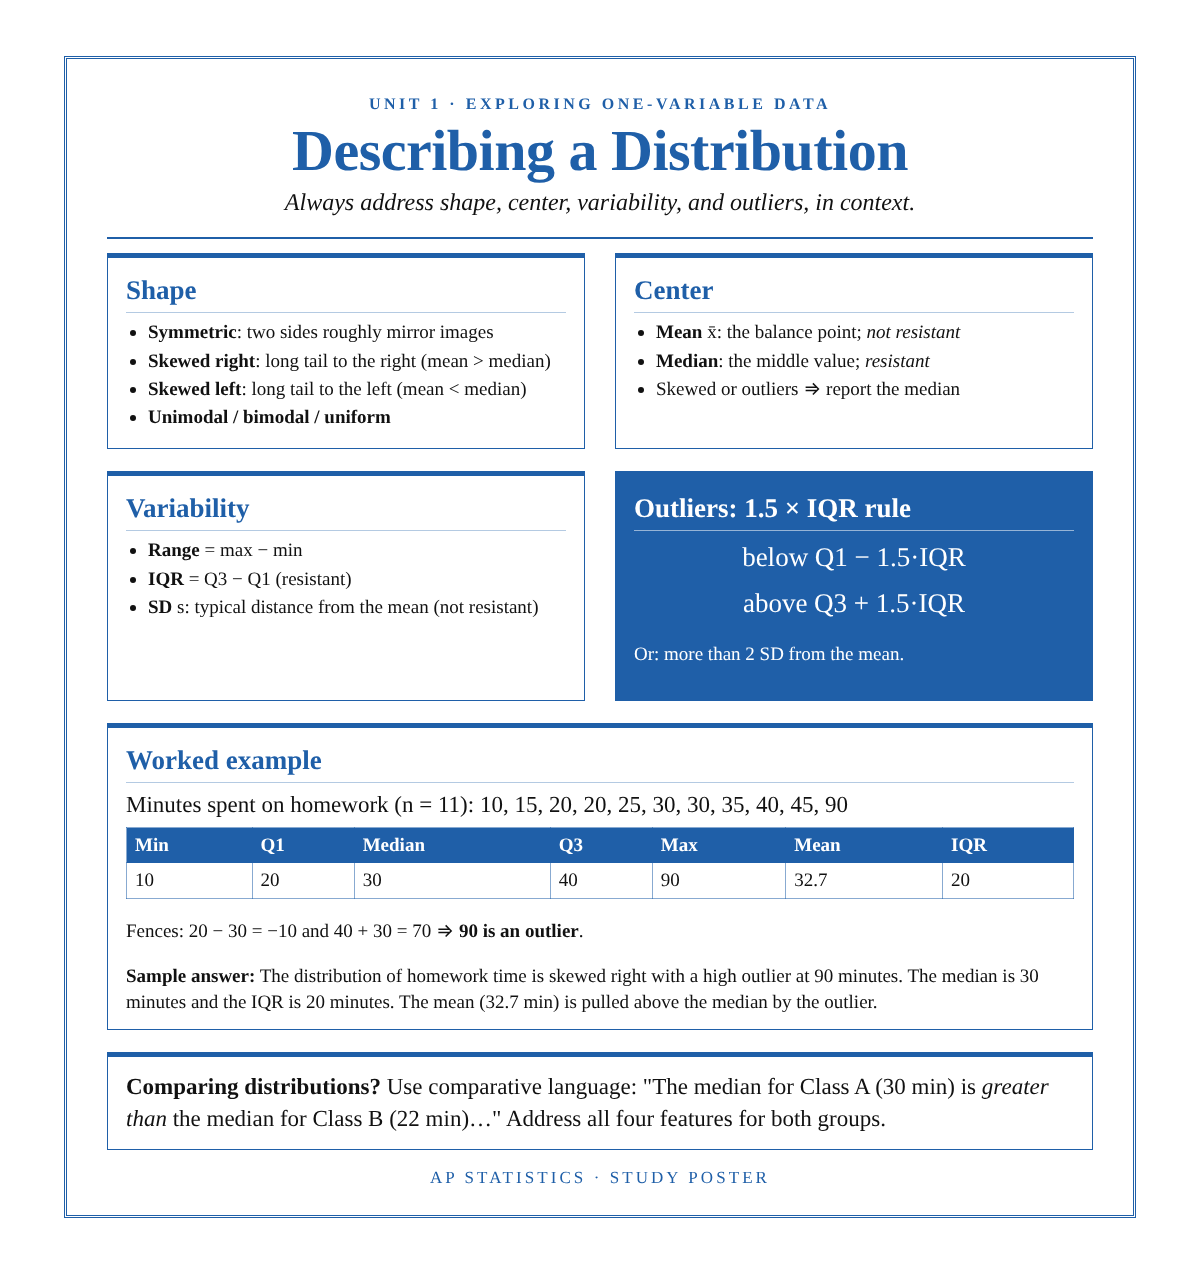 UNIT 1 · EXPLORING ONE-VARIABLE DATA
Describing a Distribution
Always address shape, center, variability, and outliers, in context.
Shape
• Symmetric: two sides roughly mirror images
• Skewed right: long tail to the right (mean > median)
• Skewed left: long tail to the left (mean < median)
• Unimodal / bimodal / uniform
Center
• Mean x̄: the balance point; not resistant
• Median: the middle value; resistant
• Skewed or outliers ⇒ report the median
Variability
• Range = max − min
• IQR = Q3 − Q1 (resistant)
• SD s: typical distance from the mean (not resistant)
Outliers: 1.5 × IQR rule
below Q1 − 1.5·IQR
above Q3 + 1.5·IQR
Or: more than 2 SD from the mean.
Worked example
Minutes spent on homework (n = 11): 10, 15, 20, 20, 25, 30, 30, 35, 40, 45, 90
Min Q1 Median Q3 Max Mean IQR
10 20 30 40 90 32.7 20
Fences: 20 − 30 = −10 and 40 + 30 = 70 ⇒ 90 is an outlier.
Sample answer: The distribution of homework time is skewed right with a high outlier at 90 minutes. The median is 30
minutes and the IQR is 20 minutes. The mean (32.7 min) is pulled above the median by the outlier.
Comparing distributions? Use comparative language: "The median for Class A (30 min) is greater
than the median for Class B (22 min)…" Address all four features for both groups.
AP STATISTICS · STUDY POSTER